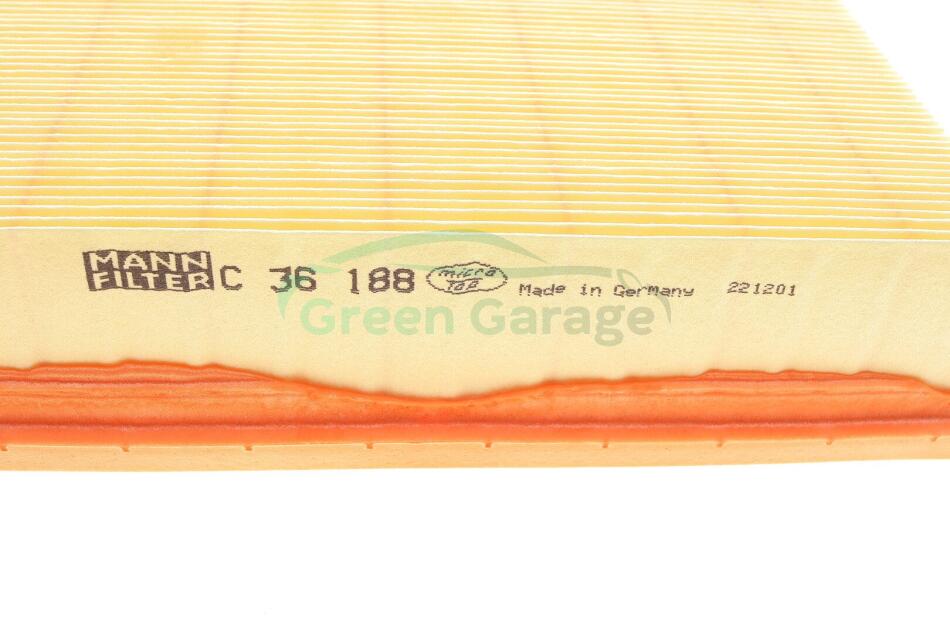 MANN
FILTER C 36 188 micro
TOP Made in Germany 221201
Green Garage